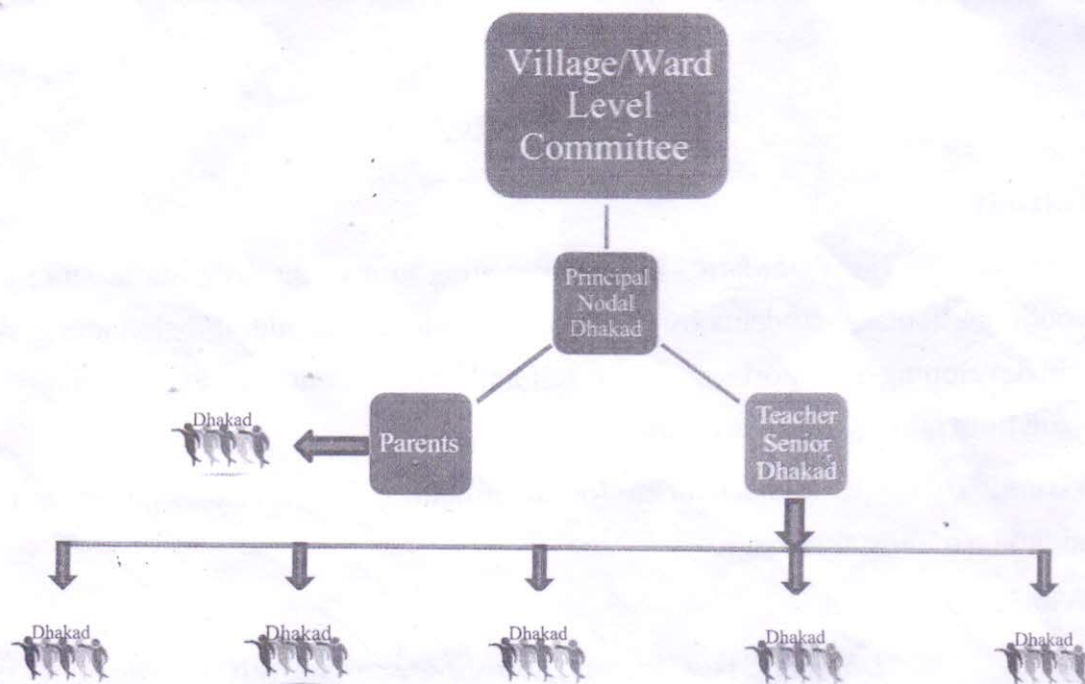 Village/Ward
Level
Committee
Principal
Nodal
Dhakad
Dhakad
Parents
Teacher
Senior
Dhakad
Dhakad
Dhakad
Dhakad
Dhakad
Dhakad